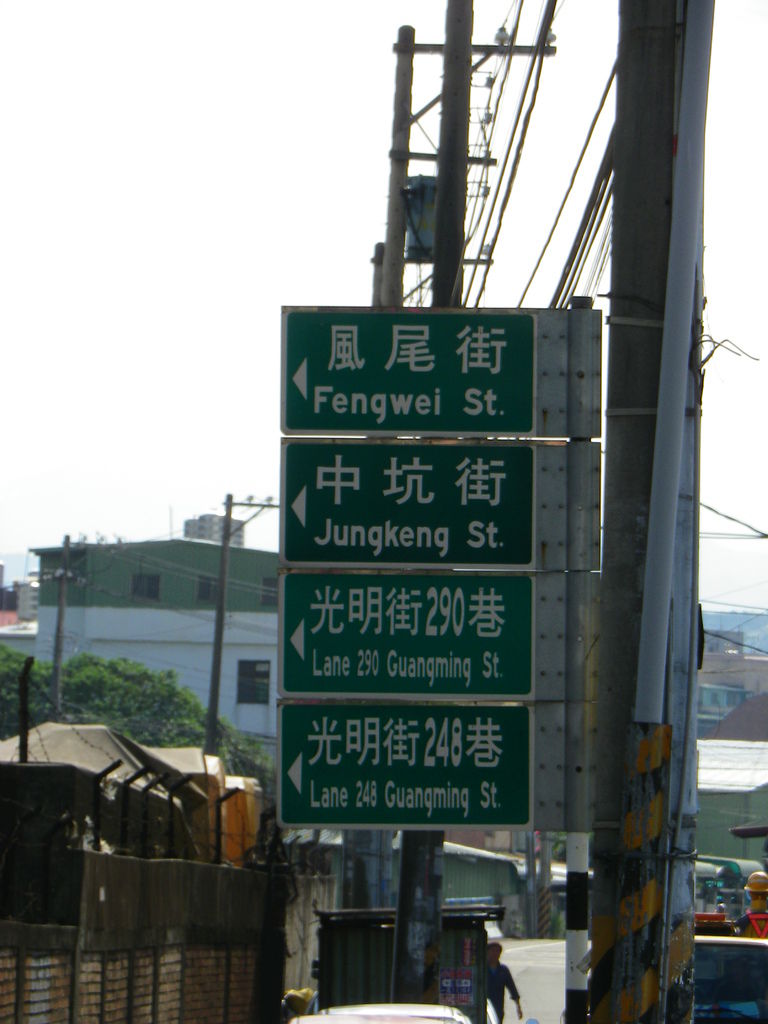 風尾街
Fengwei St.
中坑街
Jungkeng St.
光明街290巷
Lane 290 Guangming St.
光明街248巷
Lane 248 Guangming St.